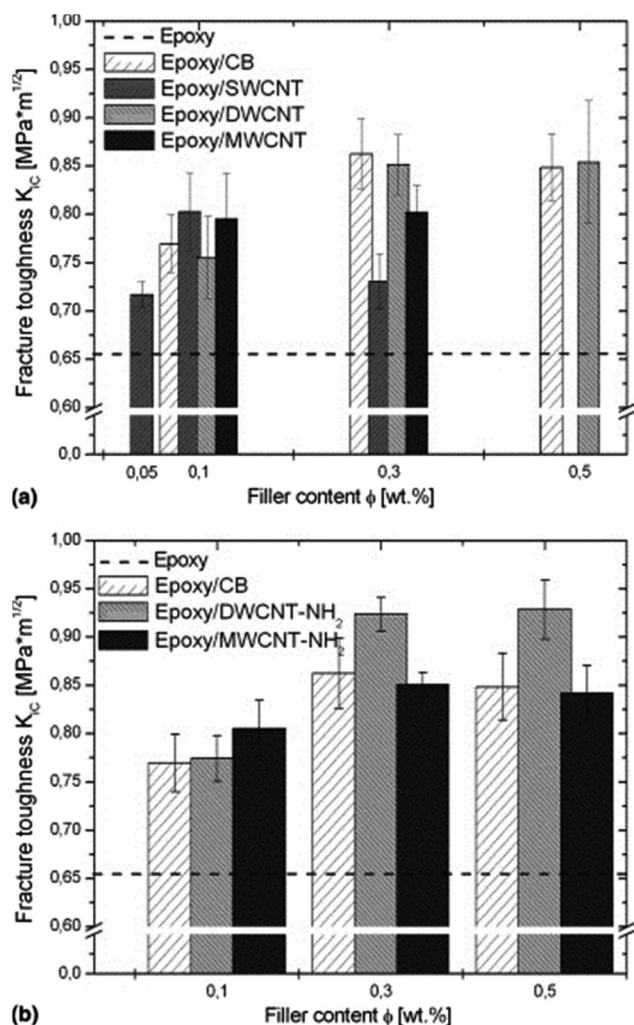 1,00
0,95
0,90
0,85
0,80
0,75
0,70
0,65
0,60
0,0
Fracture toughness K_IC [MPa*m^1/2]
Epoxy
Epoxy/CB
Epoxy/SWCNT
Epoxy/DWCNT
Epoxy/MWCNT
0,05 0,1 0,3 0,5
Filler content ϕ [wt.%]
(a)
1,00
0,95
0,90
0,85
0,80
0,75
0,70
0,65
0,60
0,0
Fracture toughness K_IC [MPa*m^1/2]
Epoxy
Epoxy/CB
Epoxy/DWCNT-NH₂
Epoxy/MWCNT-NH₂
0,1 0,3 0,5
Filler content ϕ [wt.%]
(b)